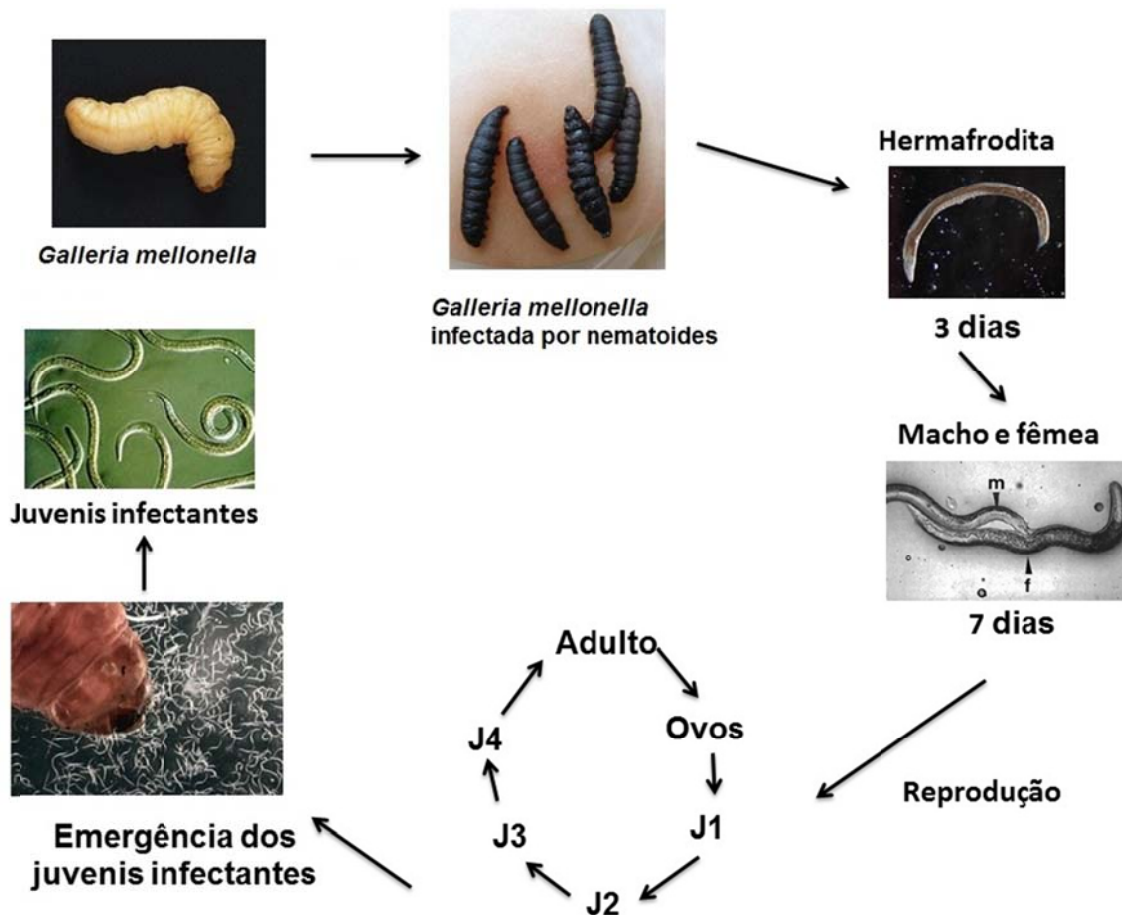 Galleria mellonella
Galleria mellonella
infectada por nematoides
Hermafrodita
3 dias
Macho e fêmea
m
f
7 dias
Reprodução
Adulto
Ovos
J1
J2
J3
J4
Emergência dos
juvenis infectantes
Juvenis infectantes